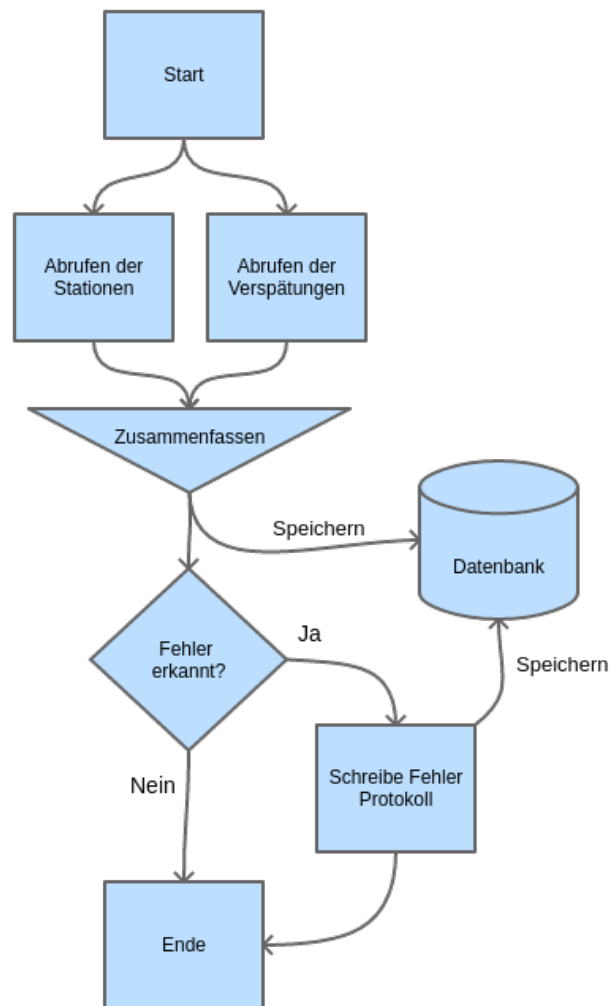 Start
Abrufen der
Stationen
Abrufen der
Verspätungen
Zusammenfassen
Speichern
Datenbank
Fehler
erkannt?
Ja
Speichern
Nein
Schreibe Fehler
Protokoll
Ende